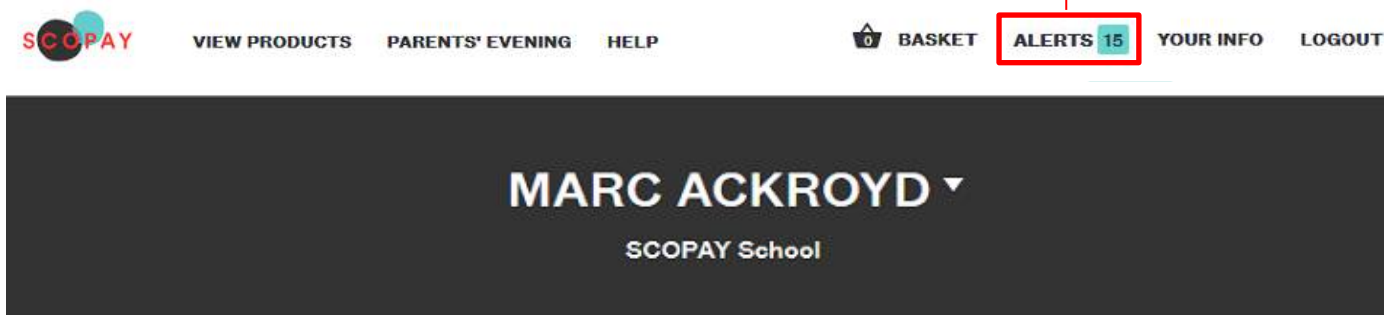 SCOPAY VIEW PRODUCTS PARENTS' EVENING HELP 0 BASKET ALERTS 15 YOUR INFO LOGOUT
MARC ACKROYD
SCOPAY School